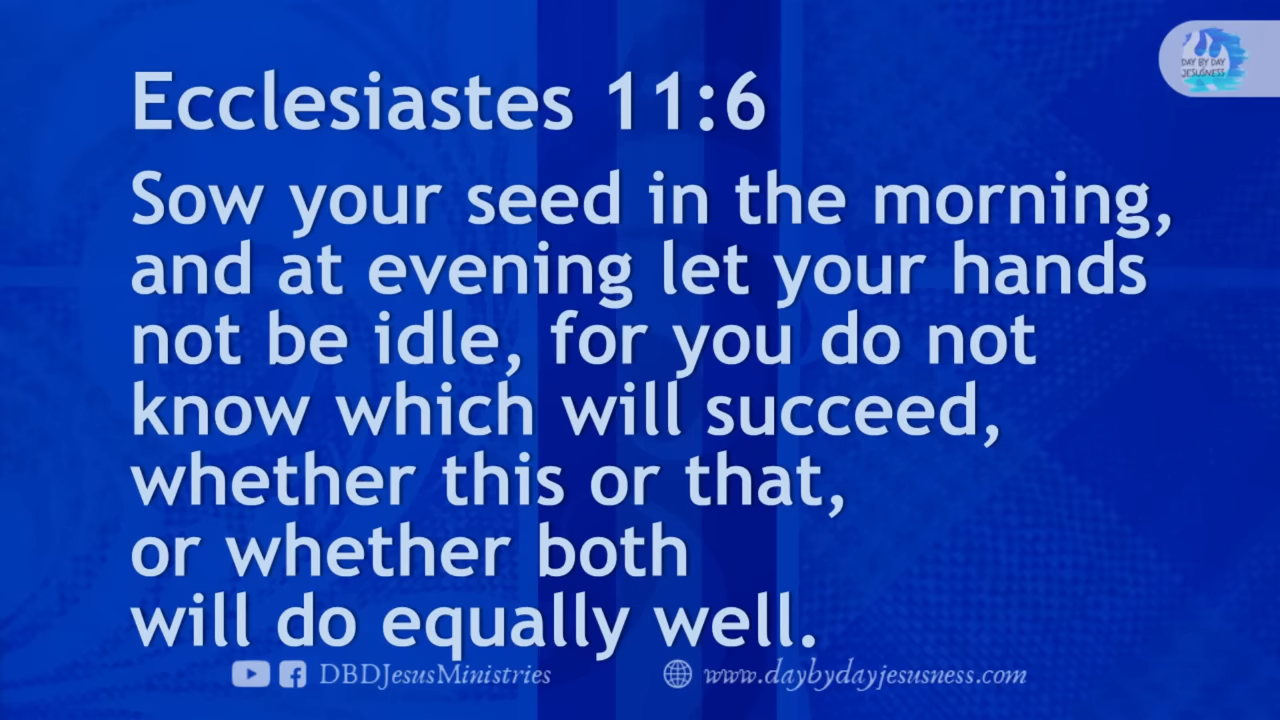 DAY BY DAY
JESUSNESS
Ecclesiastes 11:6
Sow your seed in the morning,
and at evening let your hands
not be idle, for you do not
know which will succeed,
whether this or that,
or whether both
will do equally well.
DBDJesusMinistries
www.daybydayjesusness.com